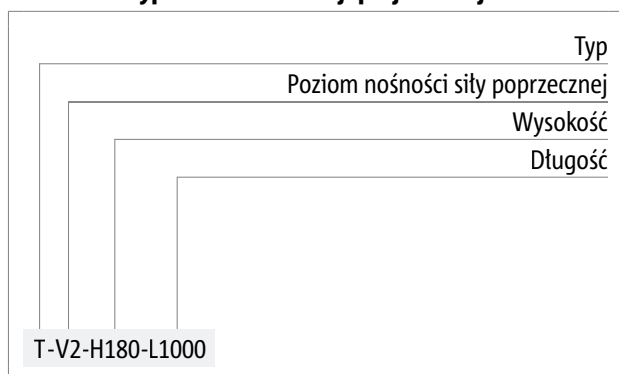 Typ
Poziom nośności siły poprzecznej
Wysokość
Długość
T-V2-H180-L1000